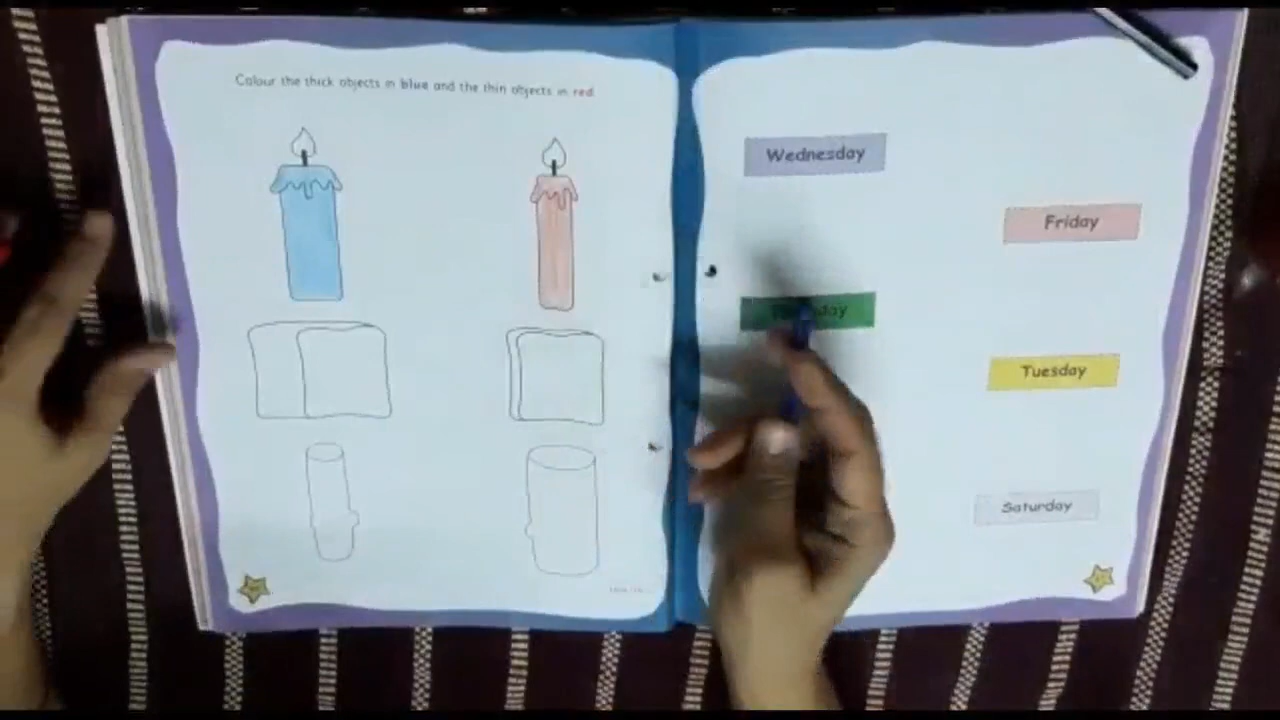 Colour the thick objects in blue and the thin objects in red
Wednesday
Friday
Tuesday
Saturday